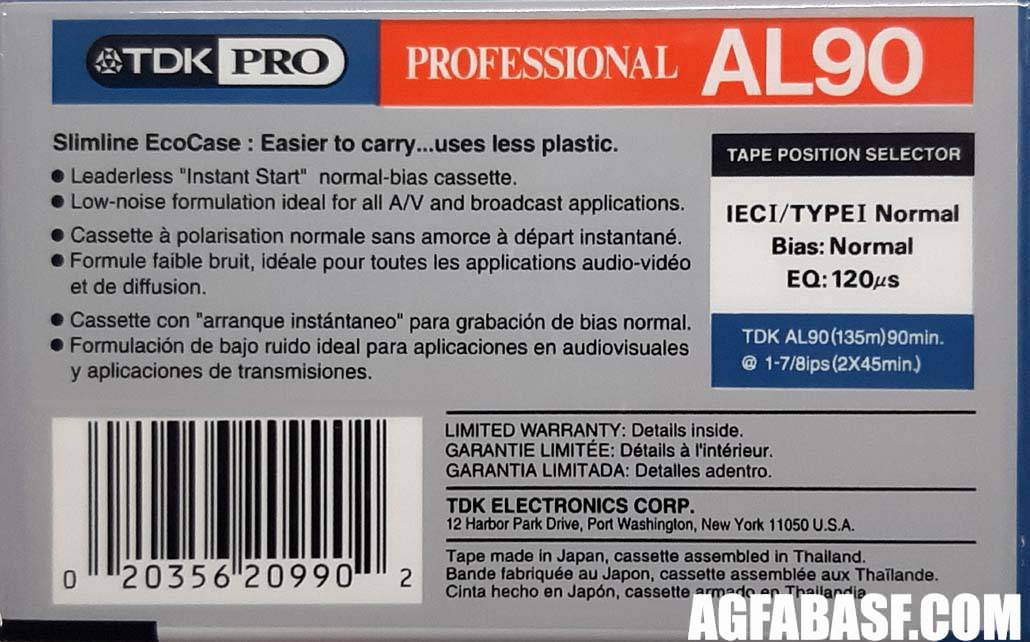 TDK PRO PROFESSIONAL AL90
Slimline EcoCase : Easier to carry...uses less plastic.
● Leaderless "Instant Start" normal-bias cassette.
● Low-noise formulation ideal for all A/V and broadcast applications.
● Cassette à polarisation normale sans amorce à départ instantané.
● Formule faible bruit, idéale pour toutes les applications audio-vidéo
et de diffusion.
● Cassette con "arranque instántaneo" para grabación de bias normal.
● Formulación de bajo ruido ideal para aplicaciones en audiovisuales
y aplicaciones de transmisiones.
TAPE POSITION SELECTOR
IECI/TYPEI Normal
Bias: Normal
EQ: 120μs
TDK AL90(135m)90min.
@ 1-7/8ips(2X45min.)
0 20356 20990 2
LIMITED WARRANTY: Details inside.
GARANTIE LIMITÉE: Détails à l'intérieur.
GARANTIA LIMITADA: Detalles adentro.
TDK ELECTRONICS CORP.
12 Harbor Park Drive, Port Washington, New York 11050 U.S.A.
Tape made in Japan, cassette assembled in Thailand.
Bande fabriquée au Japon, cassette assemblée aux Thaïlande.
Cinta hecho en Japón, cassette armado en Thailandia
AGFABASF.COM